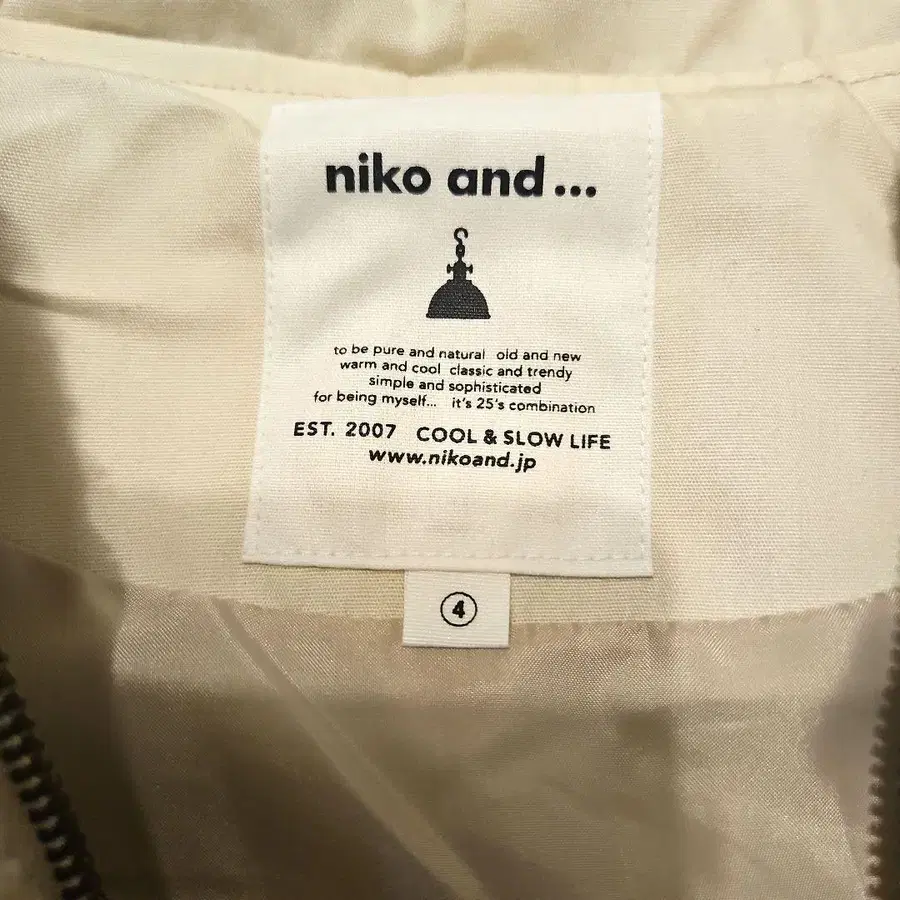 niko and ...
to be pure and natural old and new
warm and cool classic and trendy
simple and sophisticated
for being myself... it's 25's combination
EST. 2007 COOL & SLOW LIFE
www.nikoand.jp
4